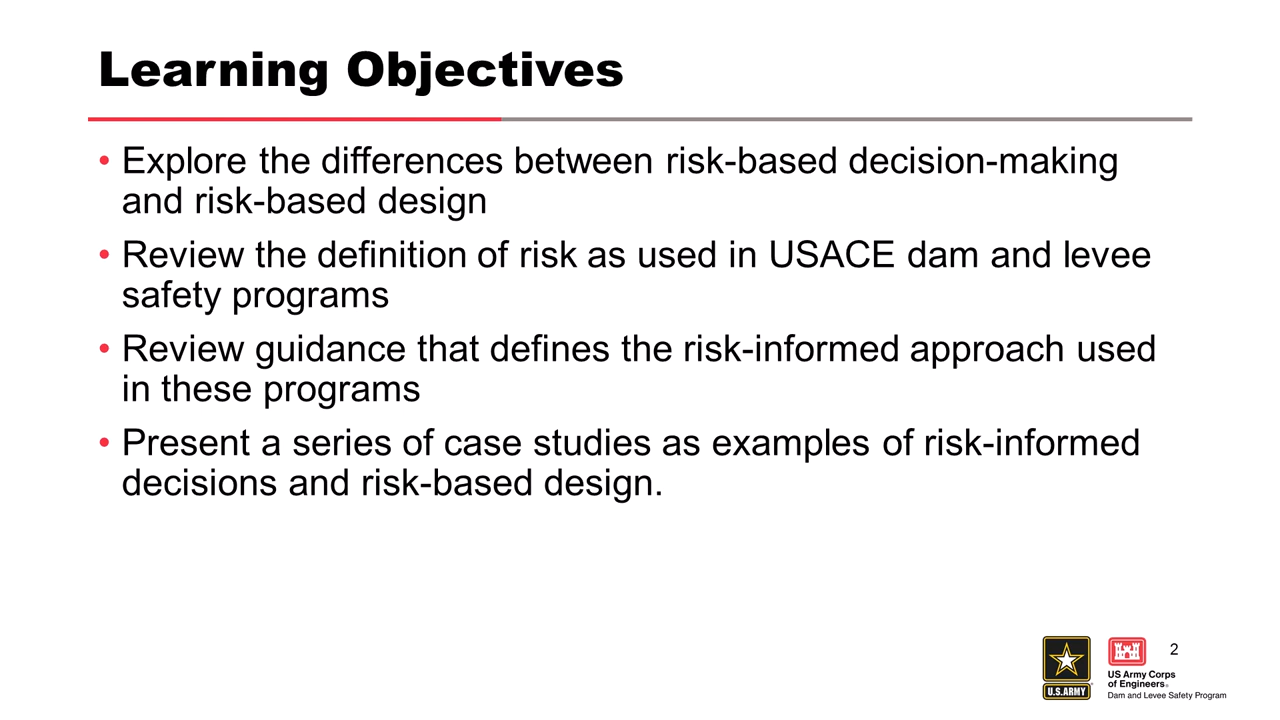 Learning Objectives
• Explore the differences between risk-based decision-making
and risk-based design
• Review the definition of risk as used in USACE dam and levee
safety programs
• Review guidance that defines the risk-informed approach used
in these programs
• Present a series of case studies as examples of risk-informed
decisions and risk-based design.
2
U.S.ARMY
US Army Corps
of Engineers®
Dam and Levee Safety Program